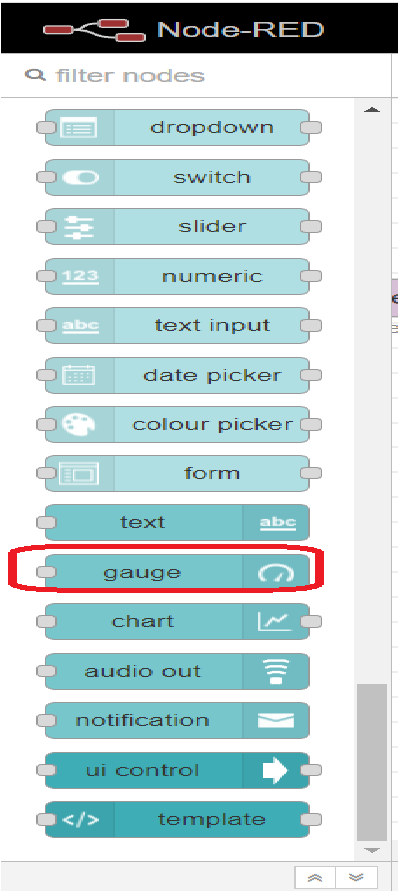 Node-RED
filter nodes
dropdown
switch
slider
123 numeric
abc text input
date picker
colour picker
form
text abc
gauge
chart
audio out
notification
ui control
</> template